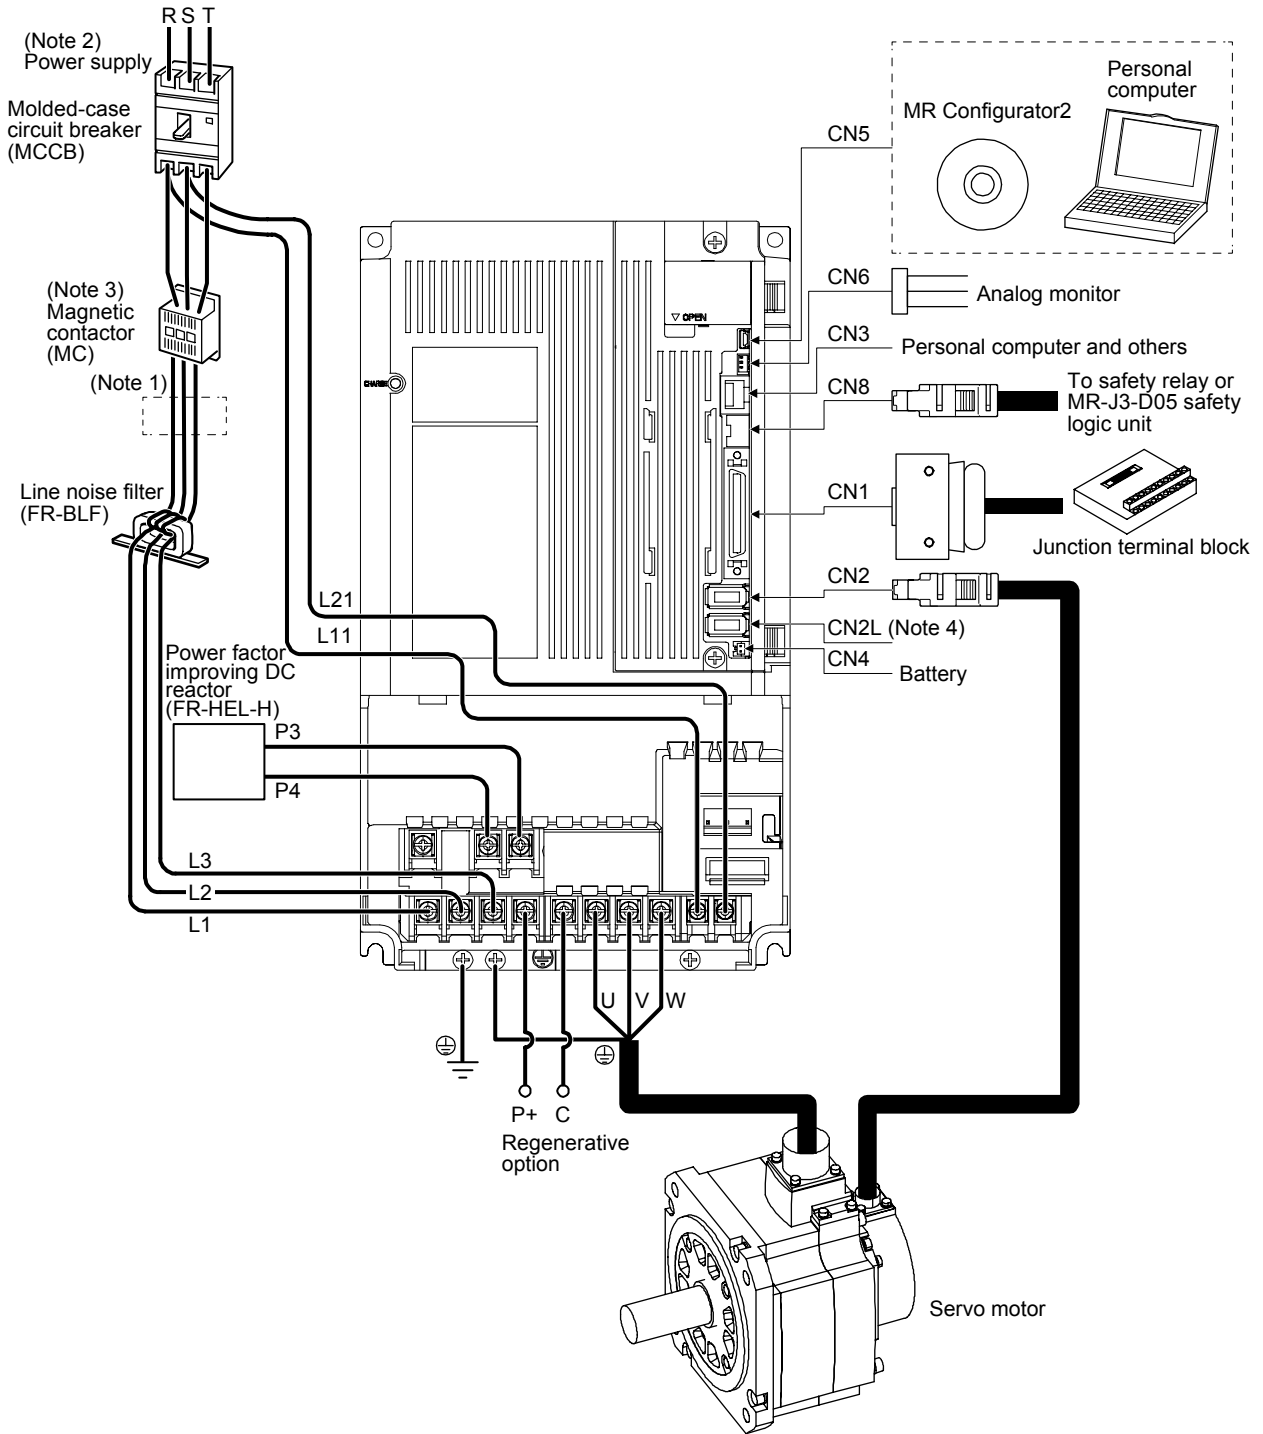 R S T
(Note 2)
Power supply
Molded-case
circuit breaker
(MCCB)
(Note 3)
Magnetic
contactor
(MC)
(Note 1)
Line noise filter
(FR-BLF)
L21
L11
Power factor
improving DC
reactor
(FR-HEL-H)
P3
P4
L3
L2
L1
OPEN
CHARGE
CN5
MR Configurator2
Personal
computer
CN6
Analog monitor
CN3
Personal computer and others
CN8
To safety relay or
MR-J3-D05 safety
logic unit
CN1
Junction terminal block
CN2
CN2L (Note 4)
CN4
Battery
U V W
P+ C
Regenerative
option
Servo motor